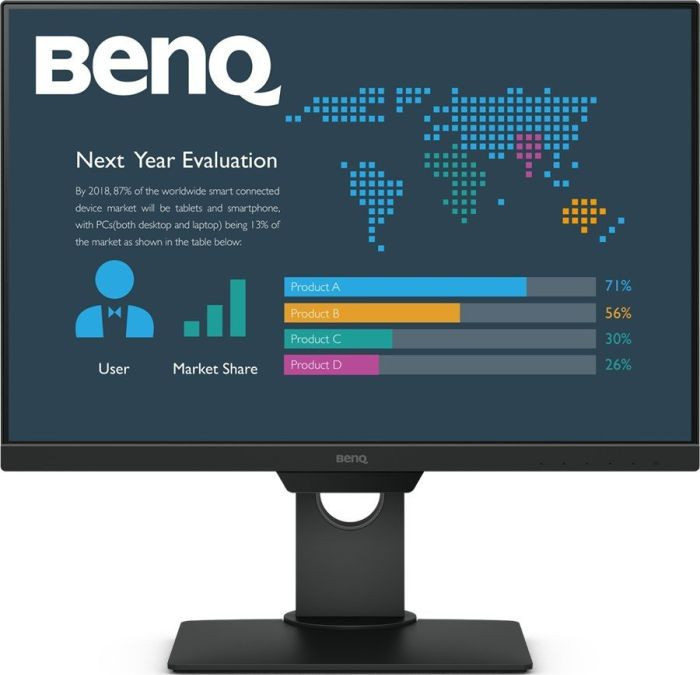 BenQ
Next Year Evaluation
By 2018, 87% of the worldwide smart connected
device market will be tablets and smartphone,
with PCs(both desktop and laptop) being 13% of
the market as shown in the table below:
User
Market Share
Product A 71%
Product B 56%
Product C 30%
Product D 26%
BenQ